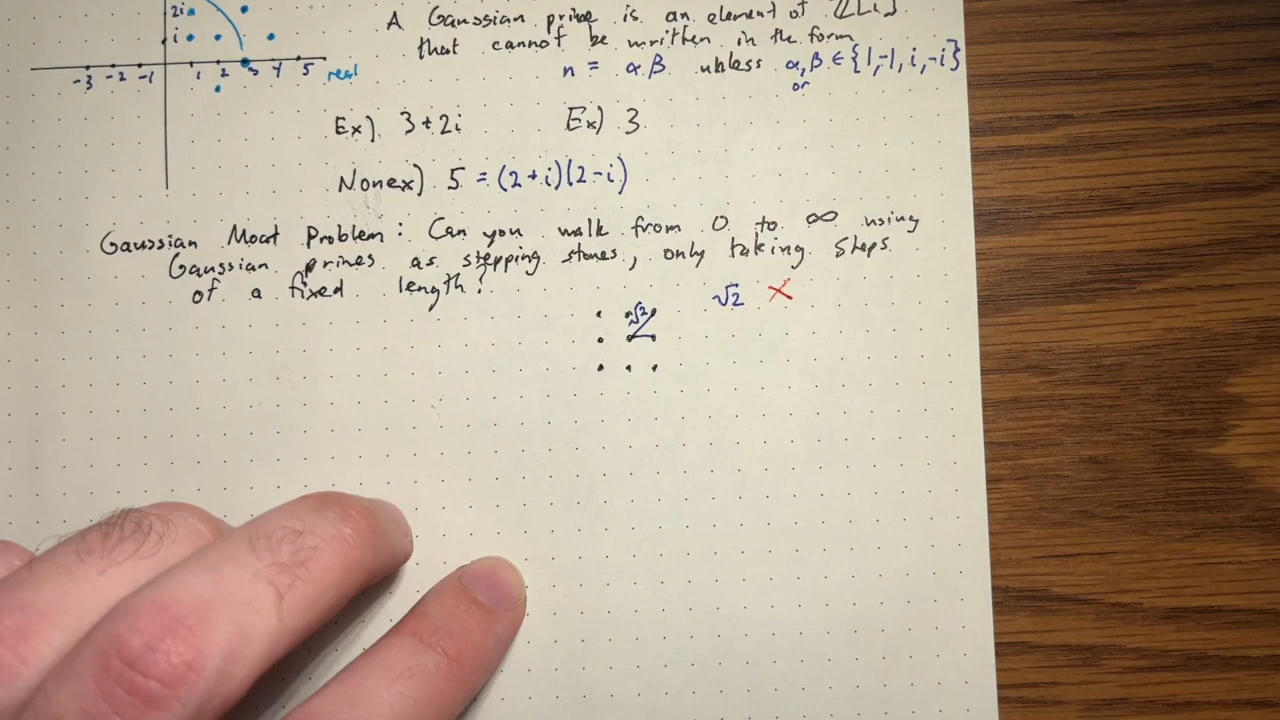 2i
i
-3 -2 -1 1 2 3 4 5 real
A Gaussian prime is an element of ℤ[i]
that cannot be written in the form
n = αβ unless α,β ∈ {1,-1,i,-i}
or
Ex). 3+2i Ex) 3
Nonex) 5 = (2+i)(2-i)
Gaussian Moat Problem: Can you walk from 0 to ∞ using
Gaussian primes as stepping stones, only taking steps
of a fixed length?
√2 ×
√2